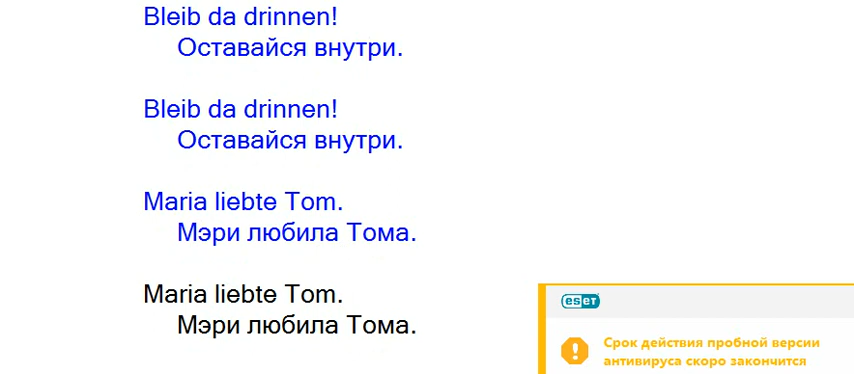 Bleib da drinnen!
Оставайся внутри.
Bleib da drinnen!
Оставайся внутри.
Maria liebte Tom.
Мэри любила Тома.
Maria liebte Tom.
Мэри любила Тома.
eset
Срок действия пробной версии
антивируса скоро закончится